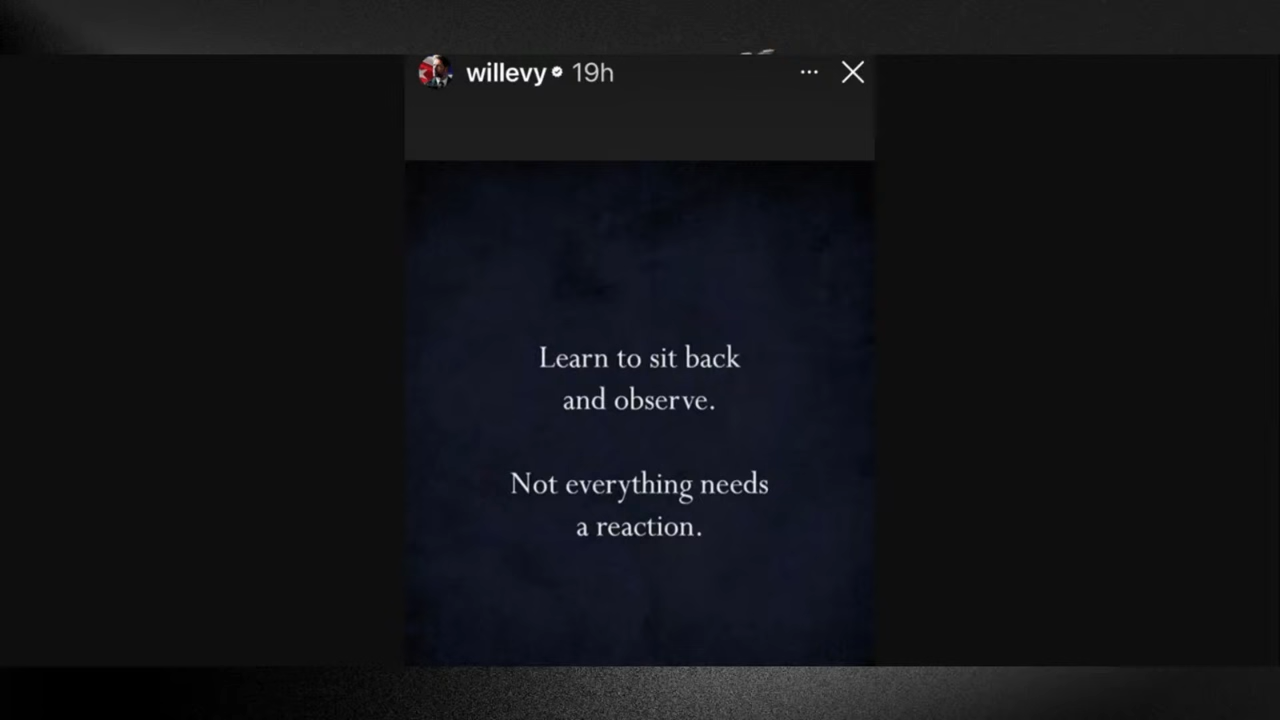 willevy 19h
Learn to sit back
and observe.
Not everything needs
a reaction.